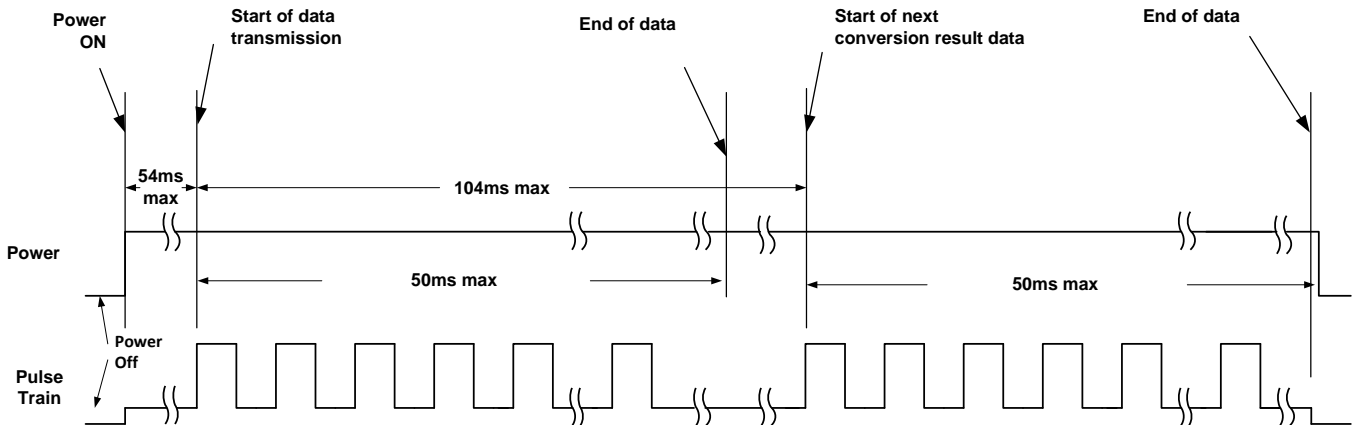 Power
ON
Start of data
transmission
End of data
Start of next
conversion result data
End of data
54ms
max
104ms max
Power
50ms max
50ms max
Power
Off
Pulse
Train